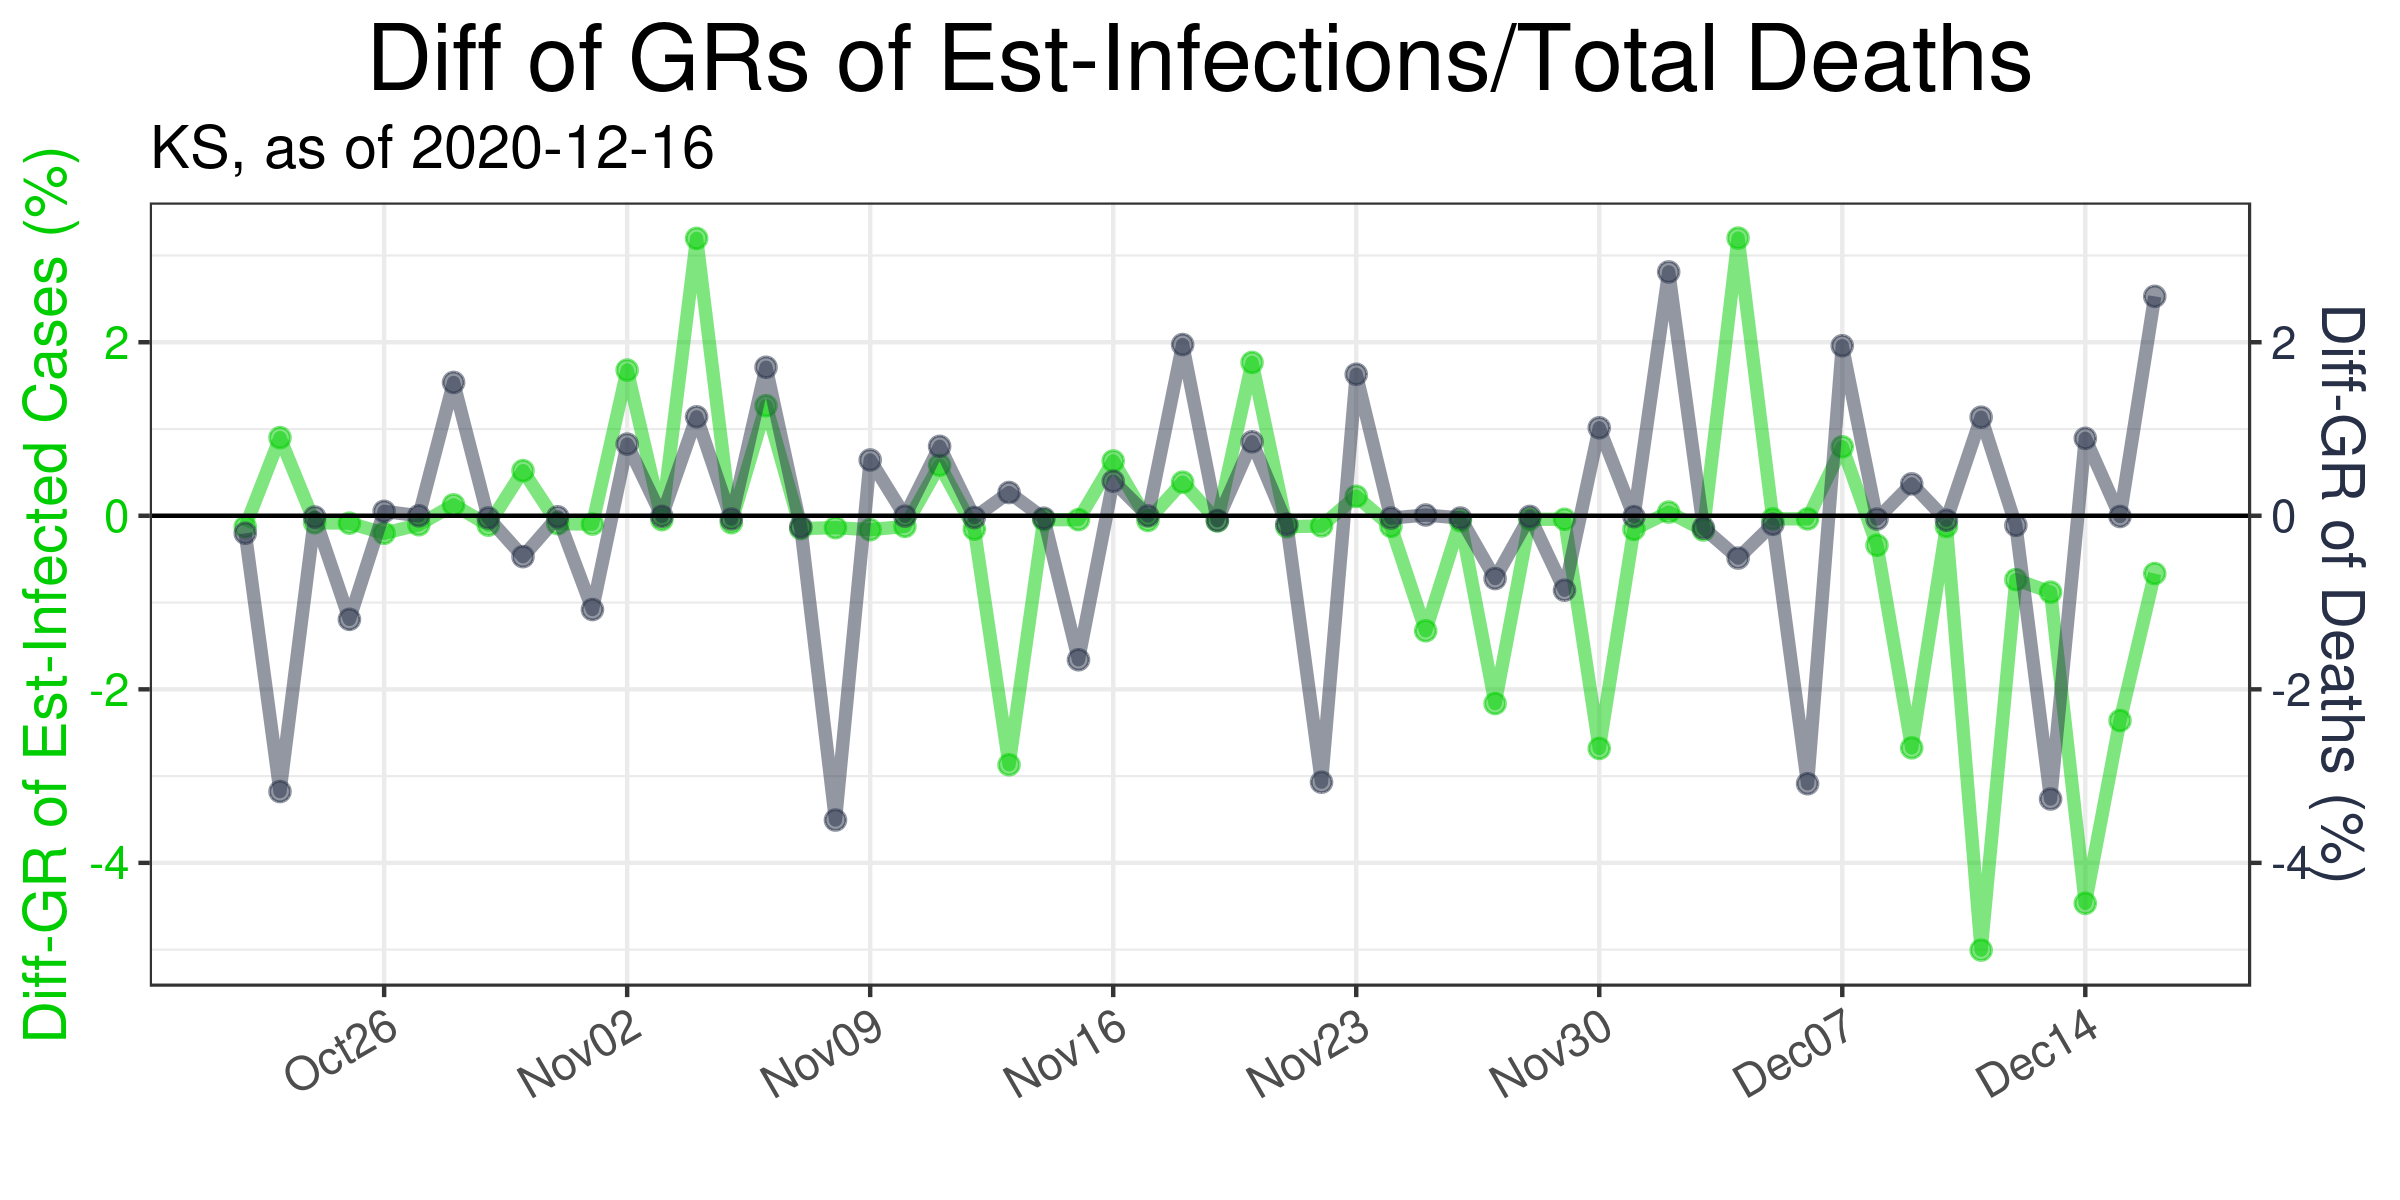 Diff of GRs of Est-Infections/Total Deaths
KS, as of 2020-12-16
Diff-GR of Est-Infected Cases (%)
2
0
-2
-4
2
0
-2
-4
Diff-GR of Deaths (%)
Oct26
Nov02
Nov09
Nov16
Nov23
Nov30
Dec07
Dec14